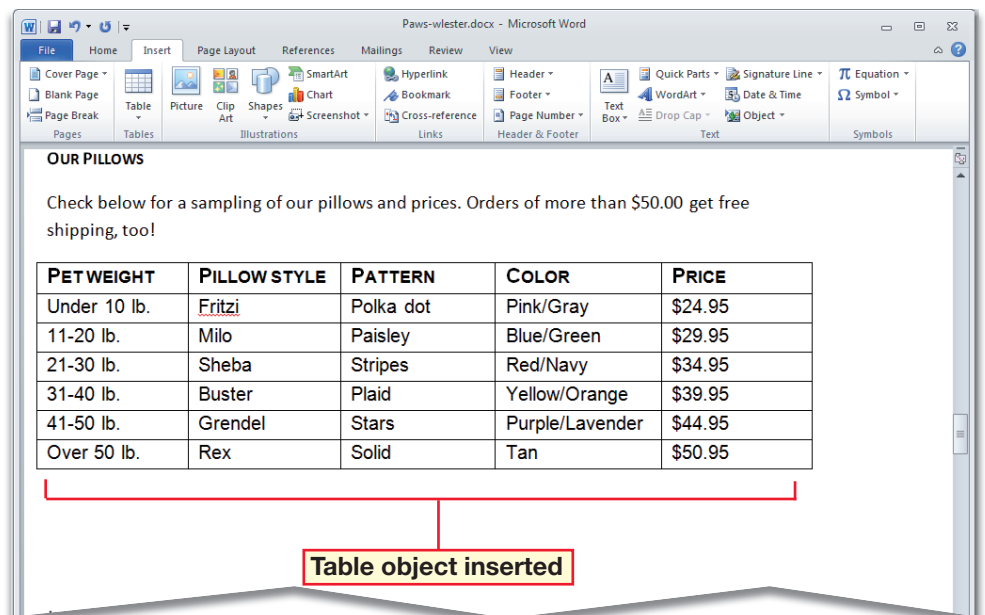 W
Paws-wlester.docx - Microsoft Word
File Home Insert Page Layout References Mailings Review View
Cover Page
Blank Page
Page Break
Pages
Table
Tables
Picture
Clip Art
Shapes
SmartArt
Chart
Screenshot
Illustrations
Hyperlink
Bookmark
Cross-reference
Links
Header
Footer
Page Number
Header & Footer
A
Text Box
Quick Parts
WordArt
Drop Cap
Signature Line
Date & Time
Object
Text
π Equation
Ω Symbol
Symbols
OUR PILLOWS
Check below for a sampling of our pillows and prices. Orders of more than $50.00 get free
shipping, too!
PET WEIGHT PILLOW STYLE PATTERN COLOR PRICE
Under 10 lb. Fritzi Polka dot Pink/Gray $24.95
11-20 lb. Milo Paisley Blue/Green $29.95
21-30 lb. Sheba Stripes Red/Navy $34.95
31-40 lb. Buster Plaid Yellow/Orange $39.95
41-50 lb. Grendel Stars Purple/Lavender $44.95
Over 50 lb. Rex Solid Tan $50.95
Table object inserted